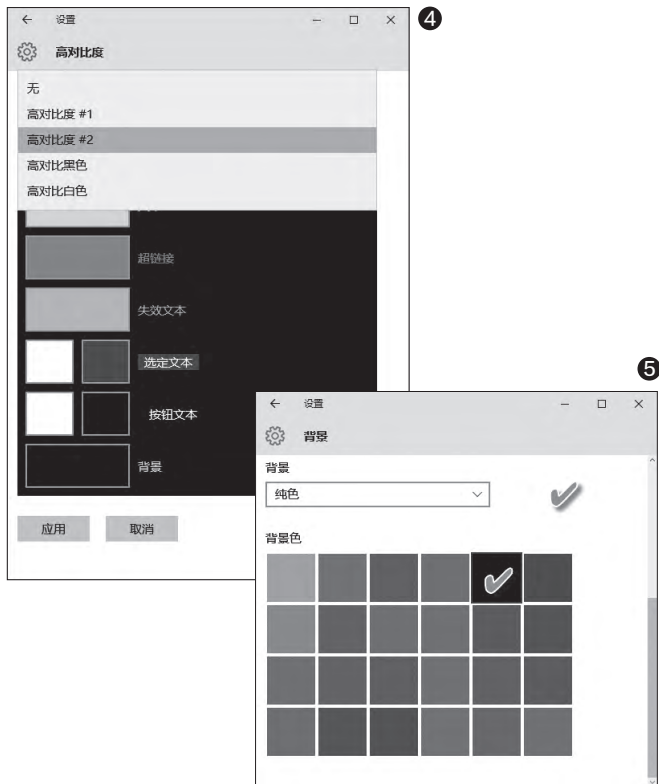 ❹
← 设置
高对比度
无
高对比度 #1
高对比度 #2
高对比黑色
高对比白色
超链接
失效文本
选定文本
按钮文本
背景
应用 取消
❺
← 设置
背景
背景
纯色
背景色